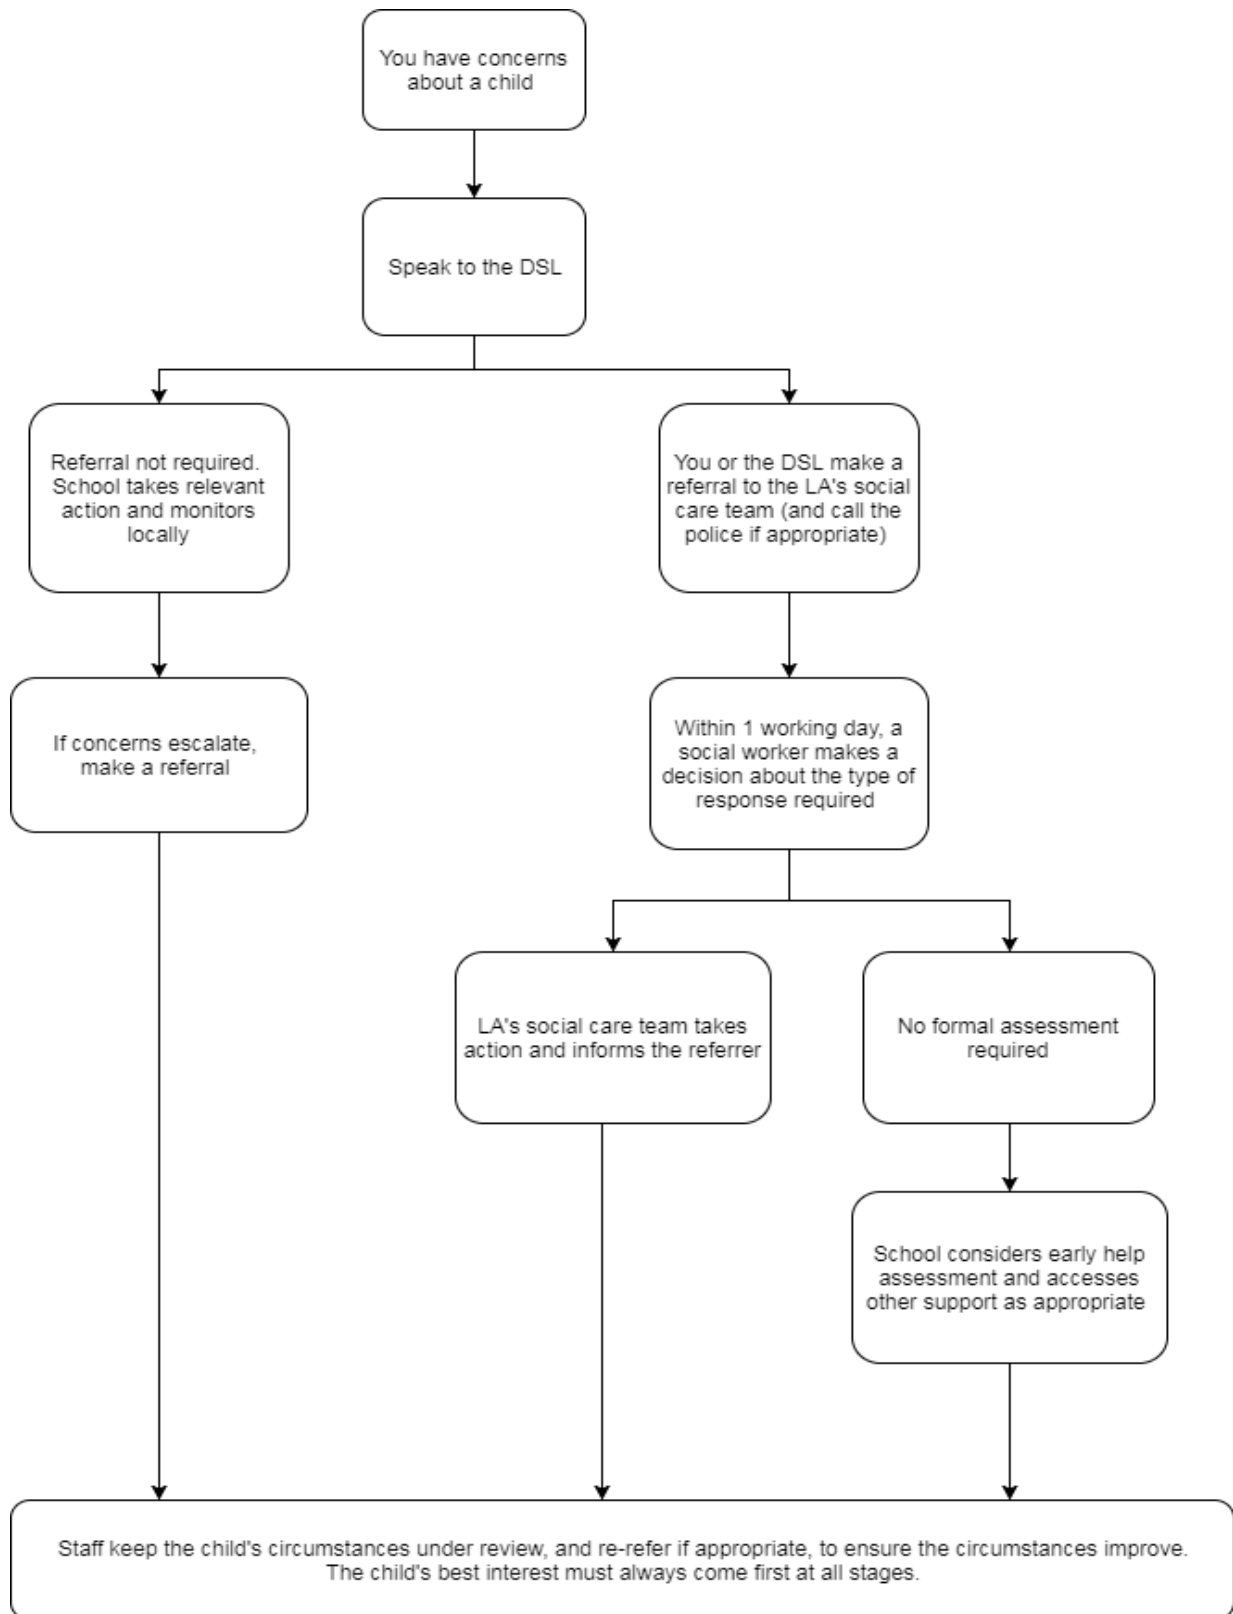 You have concerns
about a child
Speak to the DSL
Referral not required.
School takes relevant
action and monitors
locally
You or the DSL make a
referral to the LA's social
care team (and call the
police if appropriate)
If concerns escalate,
make a referral
Within 1 working day, a
social worker makes a
decision about the type of
response required
LA's social care team takes
action and informs the referrer
No formal assessment
required
School considers early help
assessment and accesses
other support as appropriate
Staff keep the child's circumstances under review, and re-refer if appropriate, to ensure the circumstances improve.
The child's best interest must always come first at all stages.